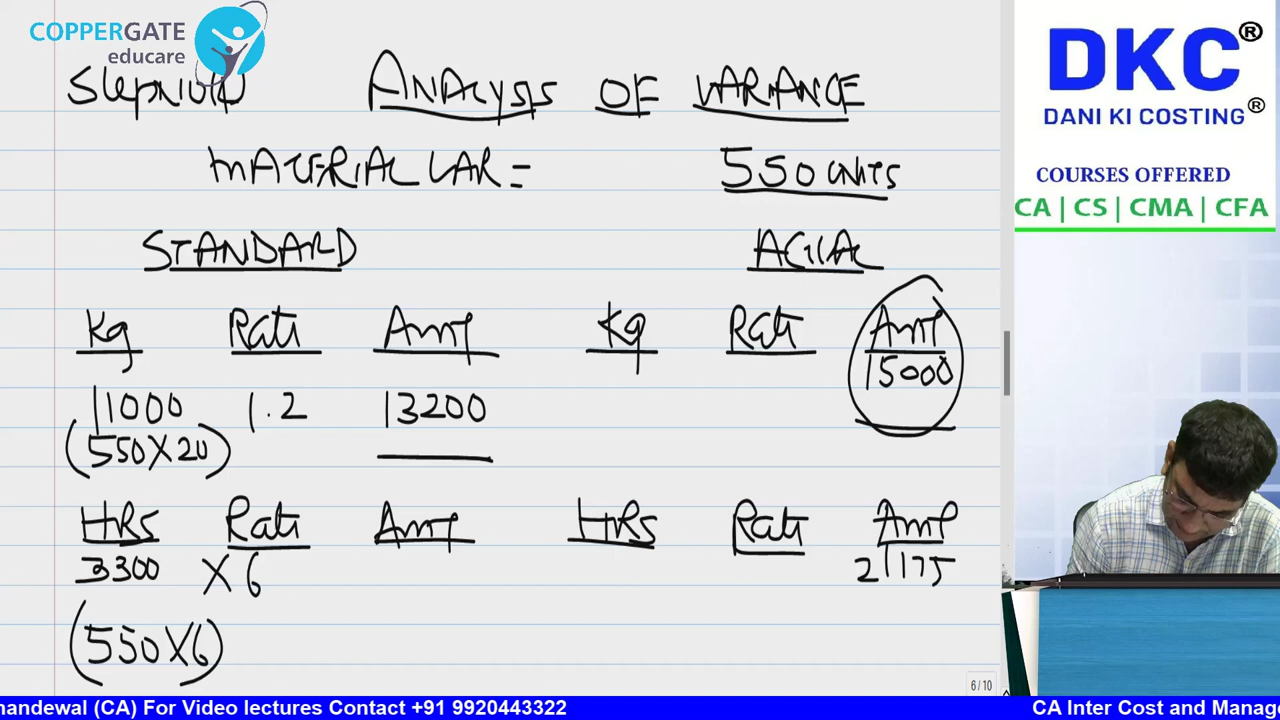 COPPERGATE
educare
ANALYSIS OF VARIANCE
MATERIAL VAR = 550 UNITS
STANDARD ACTUAL
Kg Rate Amt Kg Rate Amt
15000
11000 1.2 13200
(550X20)
HRS Rate Amt HRS Rate Amt
3300 X 6 21175
(550X6)
6/10
DKC®
DANI KI COSTING®
COURSES OFFERED
CA | CS | CMA | CFA
handewal (CA) For Video lectures Contact +91 9920443322 CA Inter Cost and Manag